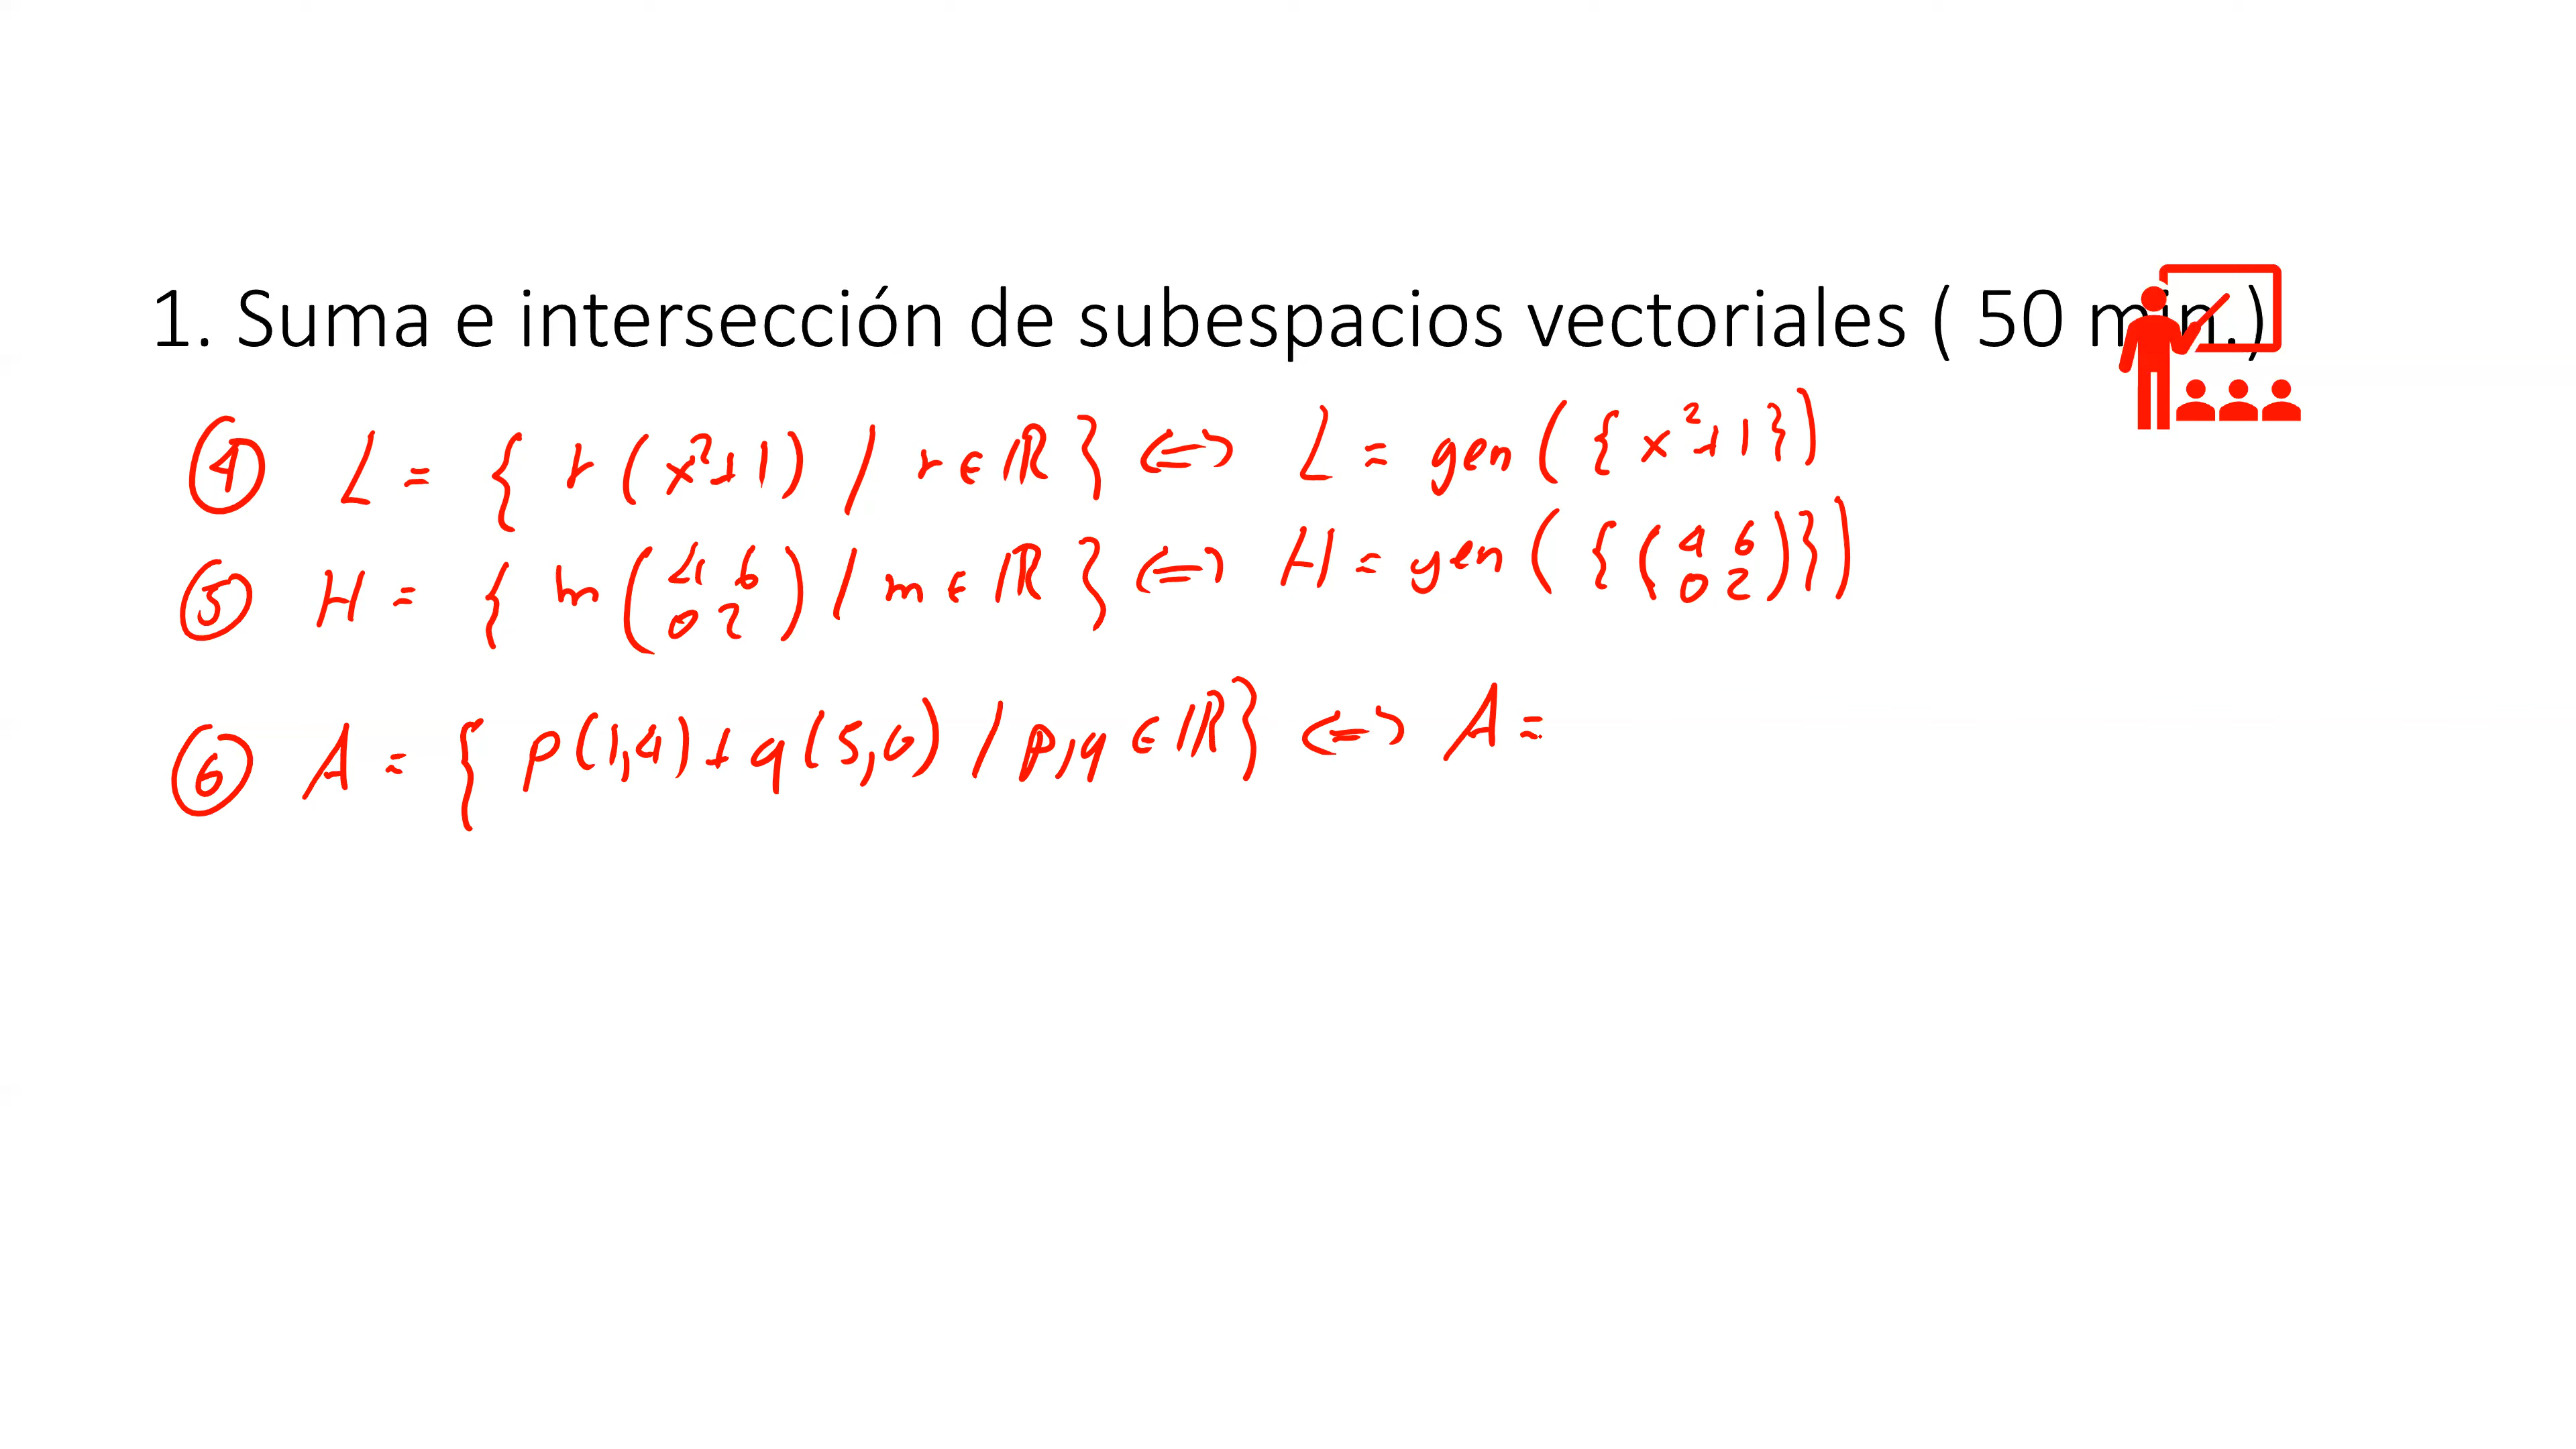 1. Suma e intersección de subespacios vectoriales ( 50 min.)
④ L = { r (x²+1) / r ∈ ℝ } <=> L = gen ( { x²+1 } )
⑤ H = { m (4 6 / 0 2) / m ∈ ℝ } <=> H = gen ( { (4 6 / 0 2) } )
⑥ A = { p(1,4) + q(5,0) / p,q ∈ ℝ } <=> A =